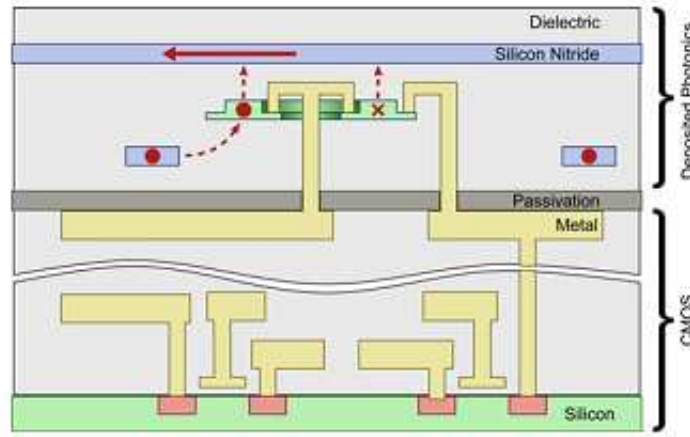 Dielectric
Silicon Nitride
Deposited Photonics
Passivation
Metal
CMOS
Silicon